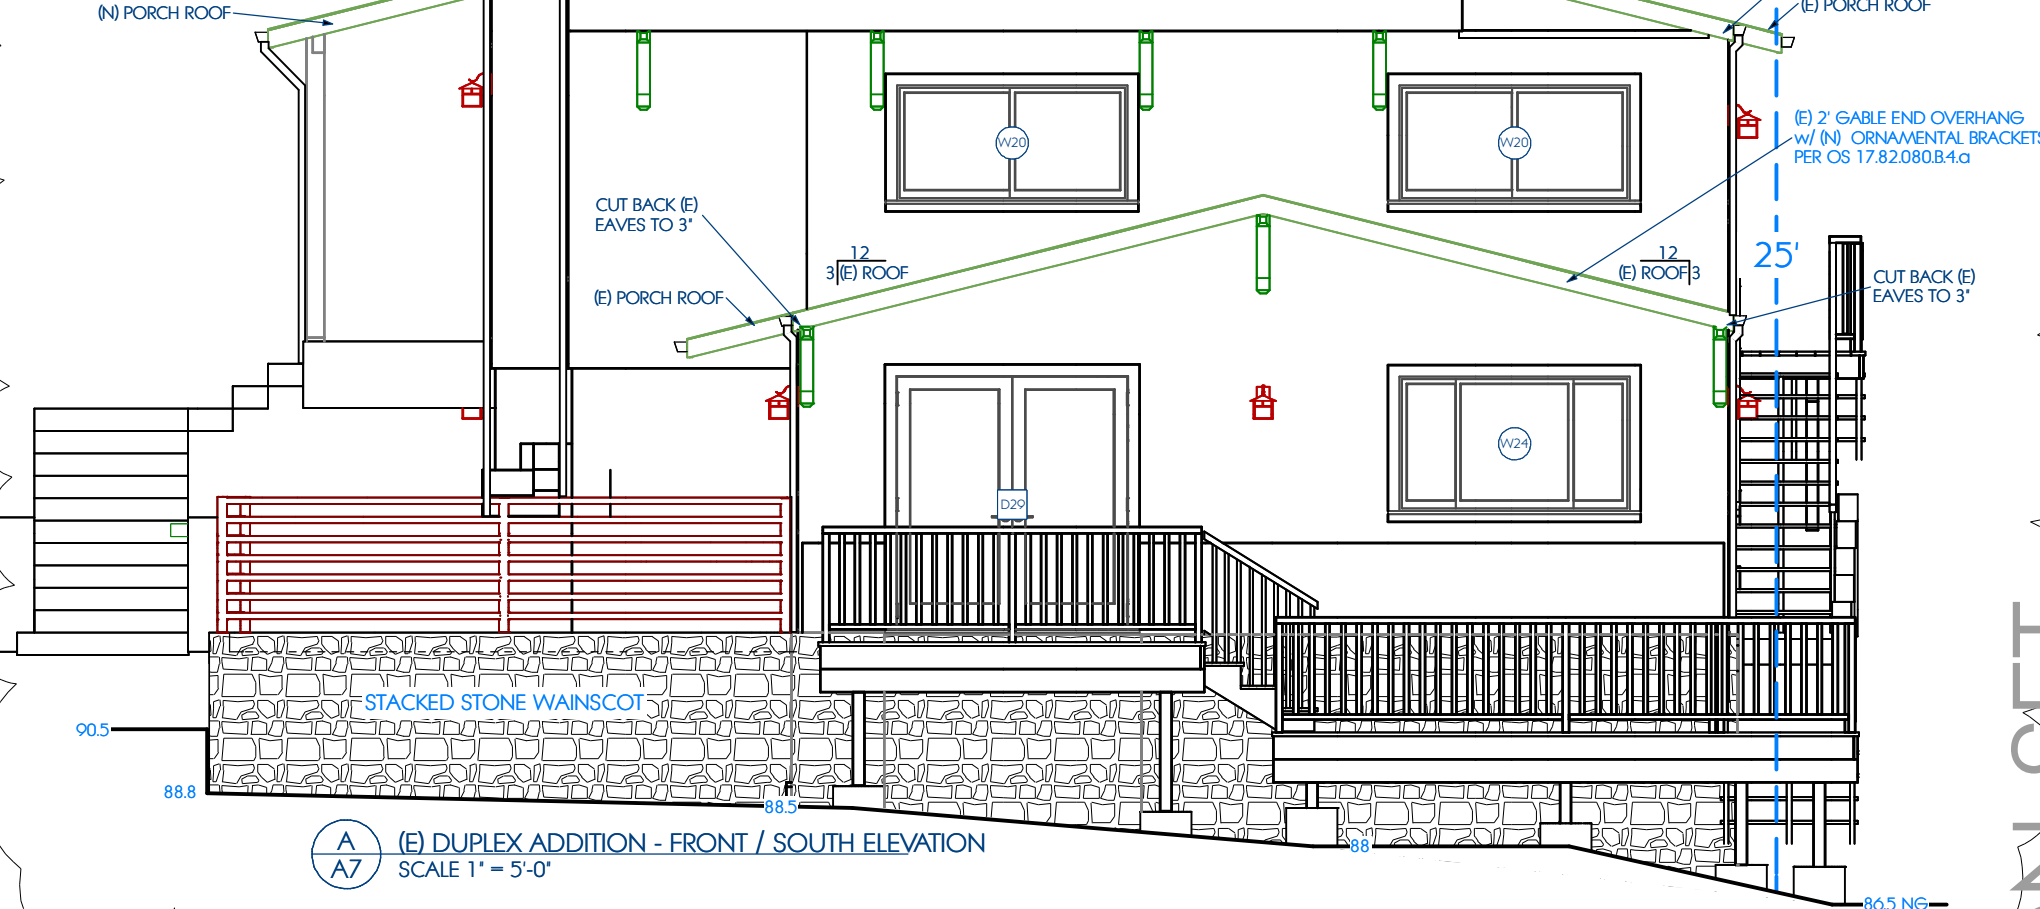 (N) PORCH ROOF
(E) PORCH ROOF
(E) 2' GABLE END OVERHANG
w/ (N) ORNAMENTAL BRACKETS
PER OS 17.82.080.B.4.a
W20
W20
CUT BACK (E)
EAVES TO 3"
12
3 (E) ROOF
12
(E) ROOF 3
25'
CUT BACK (E)
EAVES TO 3"
(E) PORCH ROOF
W24
D29
STACKED STONE WAINSCOT
90.5
88.8
88.5
88
86.5 NG
A
A7
(E) DUPLEX ADDITION - FRONT / SOUTH ELEVATION
SCALE 1" = 5'-0"